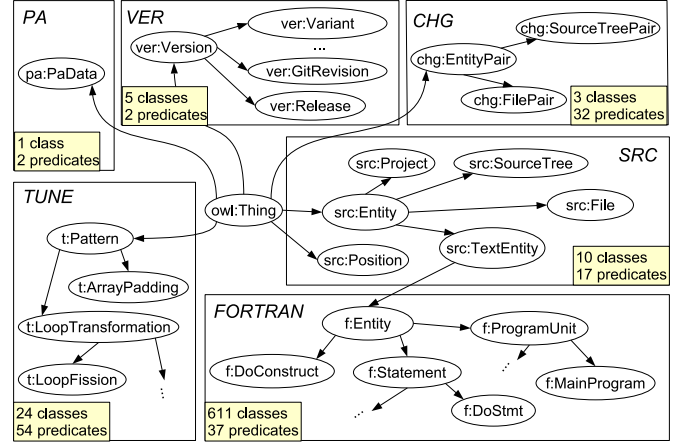 PA
pa:PaData
1 class
2 predicates
VER
ver:Version
ver:Variant
...
ver:GitRevision
ver:Release
5 classes
2 predicates
CHG
chg:SourceTreePair
chg:EntityPair
chg:FilePair
3 classes
32 predicates
owl:Thing
SRC
src:Project
src:SourceTree
src:Entity
src:File
src:TextEntity
src:Position
10 classes
17 predicates
TUNE
t:Pattern
t:ArrayPadding
t:LoopTransformation
t:LoopFission
...
24 classes
54 predicates
FORTRAN
f:Entity
f:ProgramUnit
f:DoConstruct
f:Statement
...
f:MainProgram
...
f:DoStmt
611 classes
37 predicates